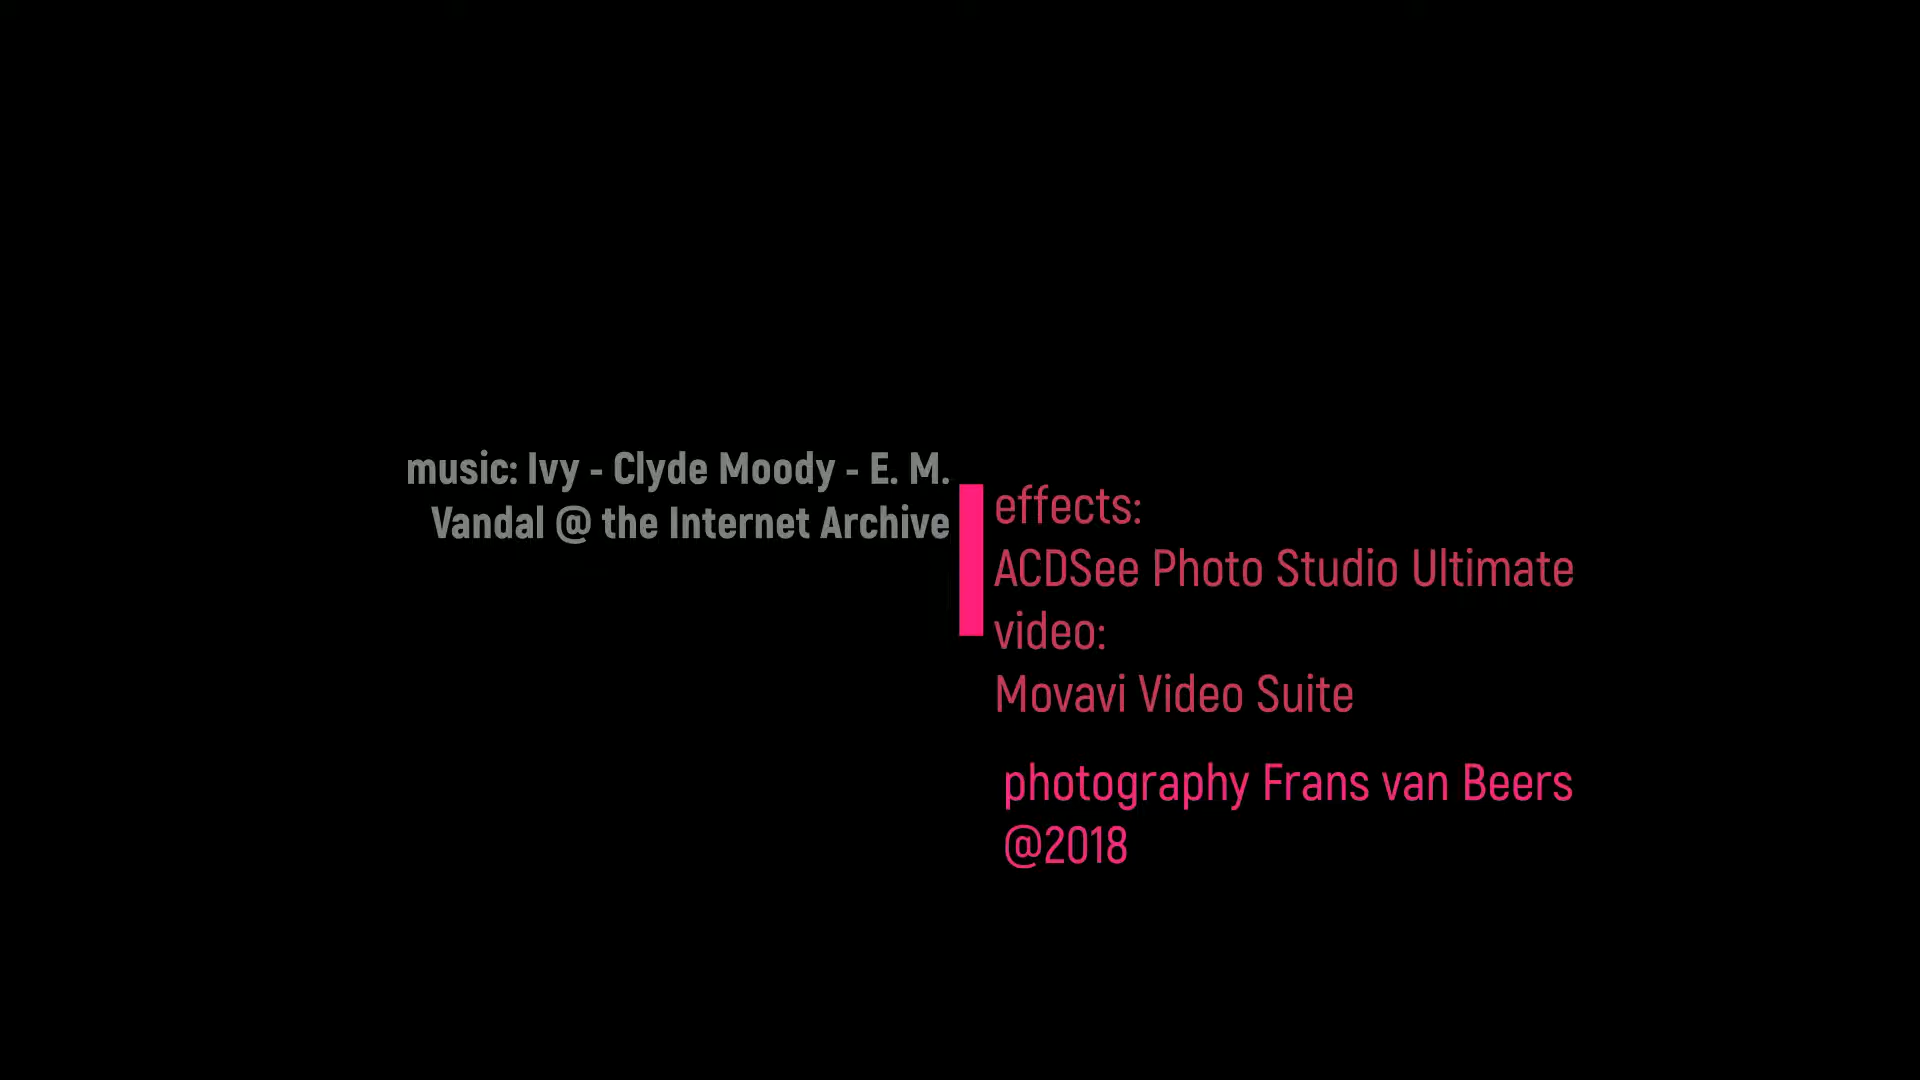 music: Ivy - Clyde Moody - E. M.
Vandal @ the Internet Archive
effects:
ACDSee Photo Studio Ultimate
video:
Movavi Video Suite
photography Frans van Beers
@2018